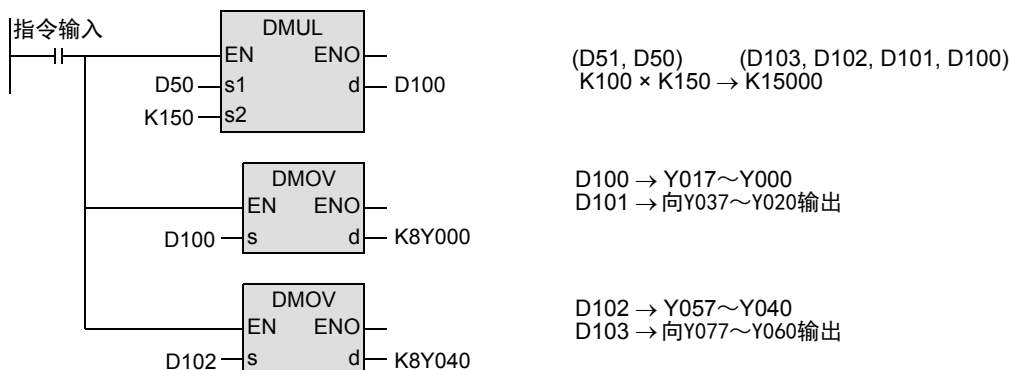 指令输入
DMUL
EN ENO
D50 s1 d D100
K150 s2
(D51, D50) (D103, D102, D101, D100)
K100 × K150 → K15000
DMOV
EN ENO
D100 s d K8Y000
D100 → Y017～Y000
D101 → 向Y037～Y020输出
DMOV
EN ENO
D102 s d K8Y040
D102 → Y057～Y040
D103 → 向Y077～Y060输出